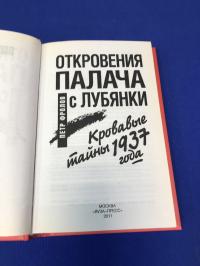 ПЕТР ФРОЛОВ
ОТКРОВЕНИЯ
ПАЛАЧА
С ЛУБЯНКИ
Кровавые
тайны 1937
года
МОСКВА
«ЯУЗА-ПРЕСС»
2011